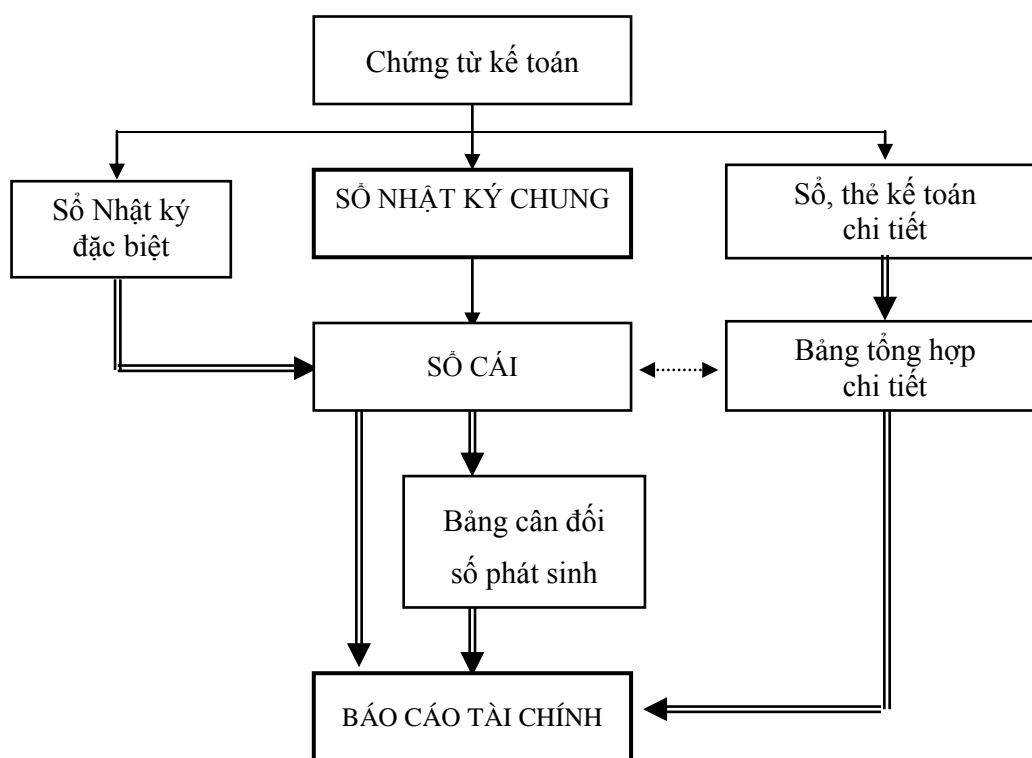 Chứng từ kế toán
Sổ Nhật ký
đặc biệt
SỔ NHẬT KÝ CHUNG
Sổ, thẻ kế toán
chi tiết
SỔ CÁI
Bảng tổng hợp
chi tiết
Bảng cân đối
số phát sinh
BÁO CÁO TÀI CHÍNH